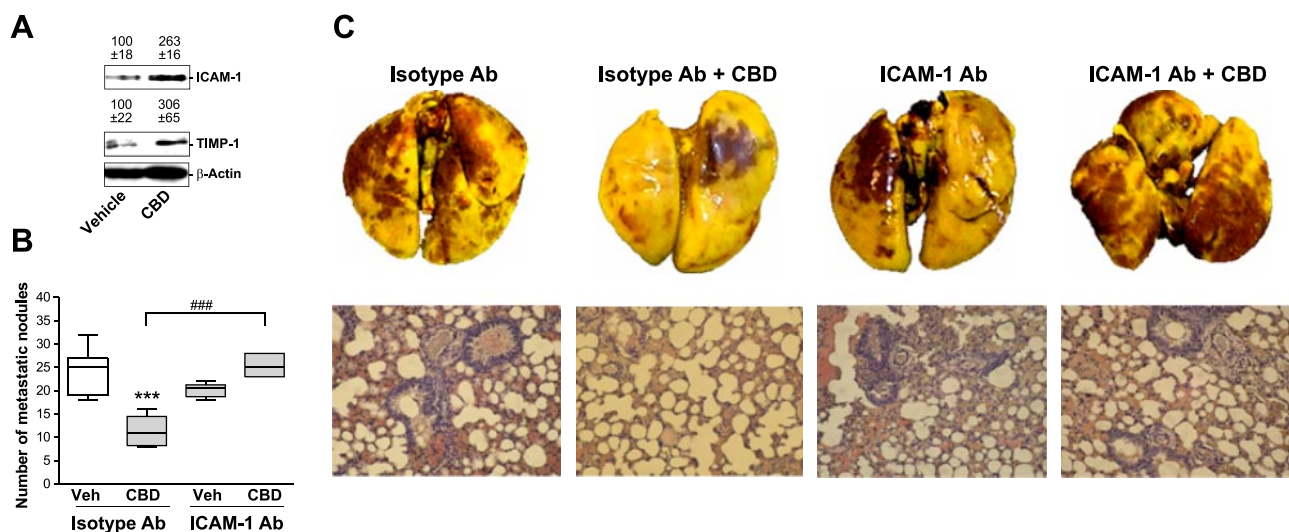 A
100 263
±18 ±16
ICAM-1
100 306
±22 ±65
TIMP-1
β-Actin
Vehicle CBD
B
Number of metastatic nodules
40
35
30
25
20
15
10
5
0
###
***
Veh CBD Veh CBD
Isotype Ab ICAM-1 Ab
C
Isotype Ab Isotype Ab + CBD ICAM-1 Ab ICAM-1 Ab + CBD